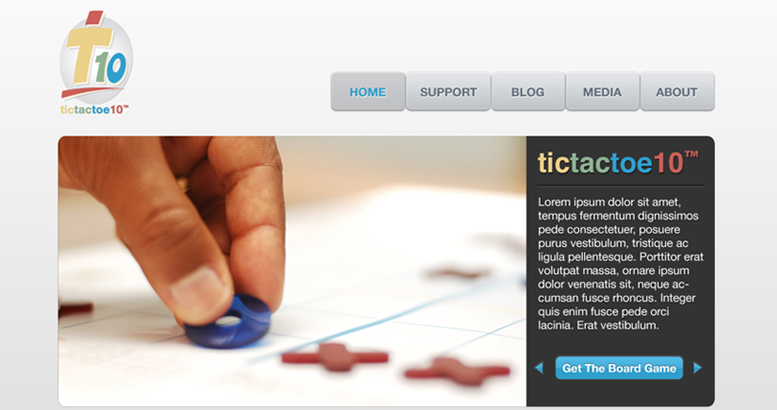 T10
tictactoe10™
HOME SUPPORT BLOG MEDIA ABOUT
tictactoe10™
Lorem ipsum dolor sit amet,
tempus fermentum dignissimos
pede consectetuer, posuere
purus vestibulum, tristique ac
ligula pellentesque. Porttitor erat
volutpat massa, ornare ipsum
dolor venenatis sit, neque ac-
cumsan fusce rhoncus. Integer
quis enim fusce pede orci
lacinia. Erat vestibulum.
Get The Board Game